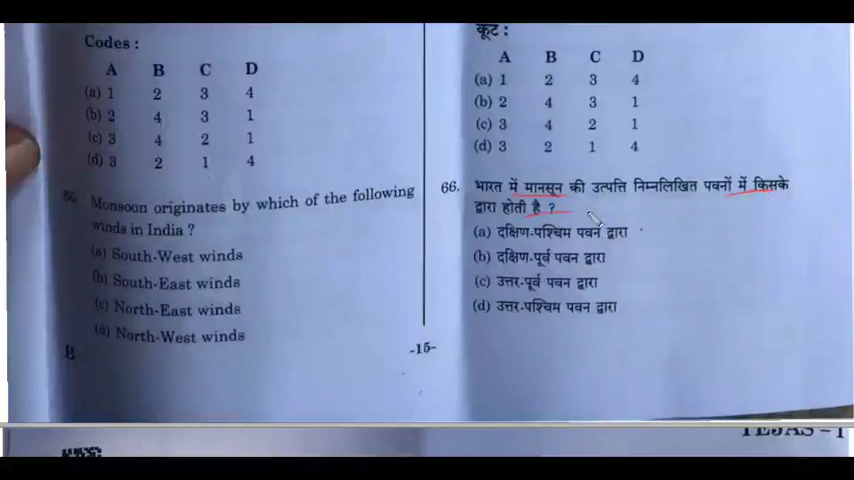 Codes :
A B C D
(a) 1 2 3 4
(b) 2 4 3 1
(c) 3 4 2 1
(d) 3 2 1 4
66. Monsoon originates by which of the following
winds in India ?
(a) South-West winds
(b) South-East winds
(c) North-East winds
(d) North-West winds
B
-15-
कूट :
A B C D
(a) 1 2 3 4
(b) 2 4 3 1
(c) 3 4 2 1
(d) 3 2 1 4
66. भारत में मानसून की उत्पत्ति निम्नलिखित पवनों में किसके
द्वारा होती है ?
(a) दक्षिण-पश्चिम पवन द्वारा
(b) दक्षिण-पूर्व पवन द्वारा
(c) उत्तर-पूर्व पवन द्वारा
(d) उत्तर-पश्चिम पवन द्वारा
TEJAS – 1